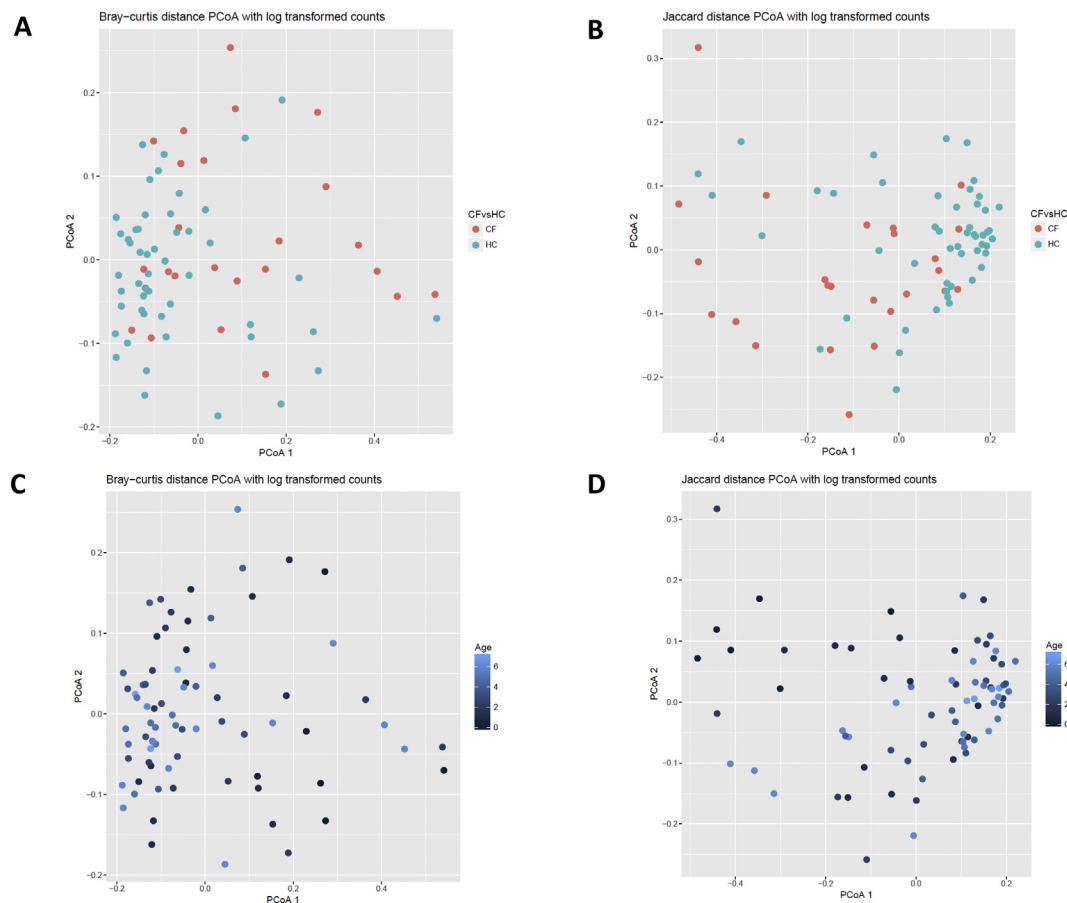 A
Bray-curtis distance PCoA with log transformed counts
0.2
0.1
0.0
−0.1
−0.2
PCoA 2
−0.2 0.0 0.2 0.4
PCoA 1
CFvsHC
CF
HC
B
Jaccard distance PCoA with log transformed counts
0.3
0.2
0.1
0.0
−0.1
−0.2
PCoA 2
−0.4 −0.2 0.0 0.2
PCoA 1
CFvsHC
CF
HC
C
Bray-curtis distance PCoA with log transformed counts
0.2
0.1
0.0
−0.1
−0.2
PCoA 2
−0.2 0.0 0.2 0.4
PCoA 1
Age
6
4
2
0
D
Jaccard distance PCoA with log transformed counts
0.3
0.2
0.1
0.0
−0.1
−0.2
PCoA 2
−0.4 −0.2 0.0 0.2
PCoA 1
Age
6
4
2
0